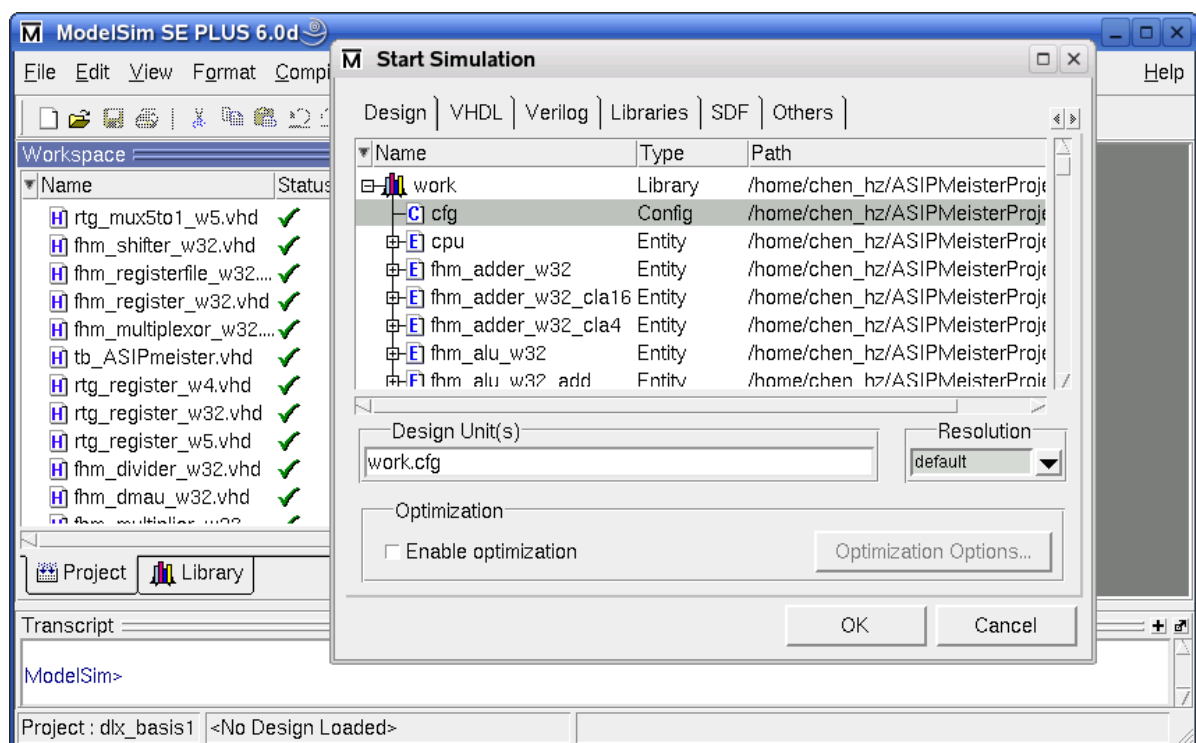 ModelSim SE PLUS 6.0d
File Edit View Format Compi
Help
Workspace
Name Status
rtg_mux5to1_w5.vhd
fhm_shifter_w32.vhd
fhm_registerfile_w32....
fhm_register_w32.vhd
fhm_multiplexor_w32....
tb_ASIPmeister.vhd
rtg_register_w4.vhd
rtg_register_w32.vhd
rtg_register_w5.vhd
fhm_divider_w32.vhd
fhm_dmau_w32.vhd
Project Library
Start Simulation
Design VHDL Verilog Libraries SDF Others
Name Type Path
work Library /home/chen_hz/ASIPMeisterProje
cfg Config /home/chen_hz/ASIPMeisterProje
cpu Entity /home/chen_hz/ASIPMeisterProje
fhm_adder_w32 Entity /home/chen_hz/ASIPMeisterProje
fhm_adder_w32_cla16 Entity /home/chen_hz/ASIPMeisterProje
fhm_adder_w32_cla4 Entity /home/chen_hz/ASIPMeisterProje
fhm_alu_w32 Entity /home/chen_hz/ASIPMeisterProje
fhm_alu_w32_add Entity /home/chen_hz/ASIPMeisterProje
Design Unit(s)
work.cfg
Resolution
default
Optimization
Enable optimization
Optimization Options...
OK Cancel
Transcript
ModelSim>
Project : dlx_basis1 <No Design Loaded>